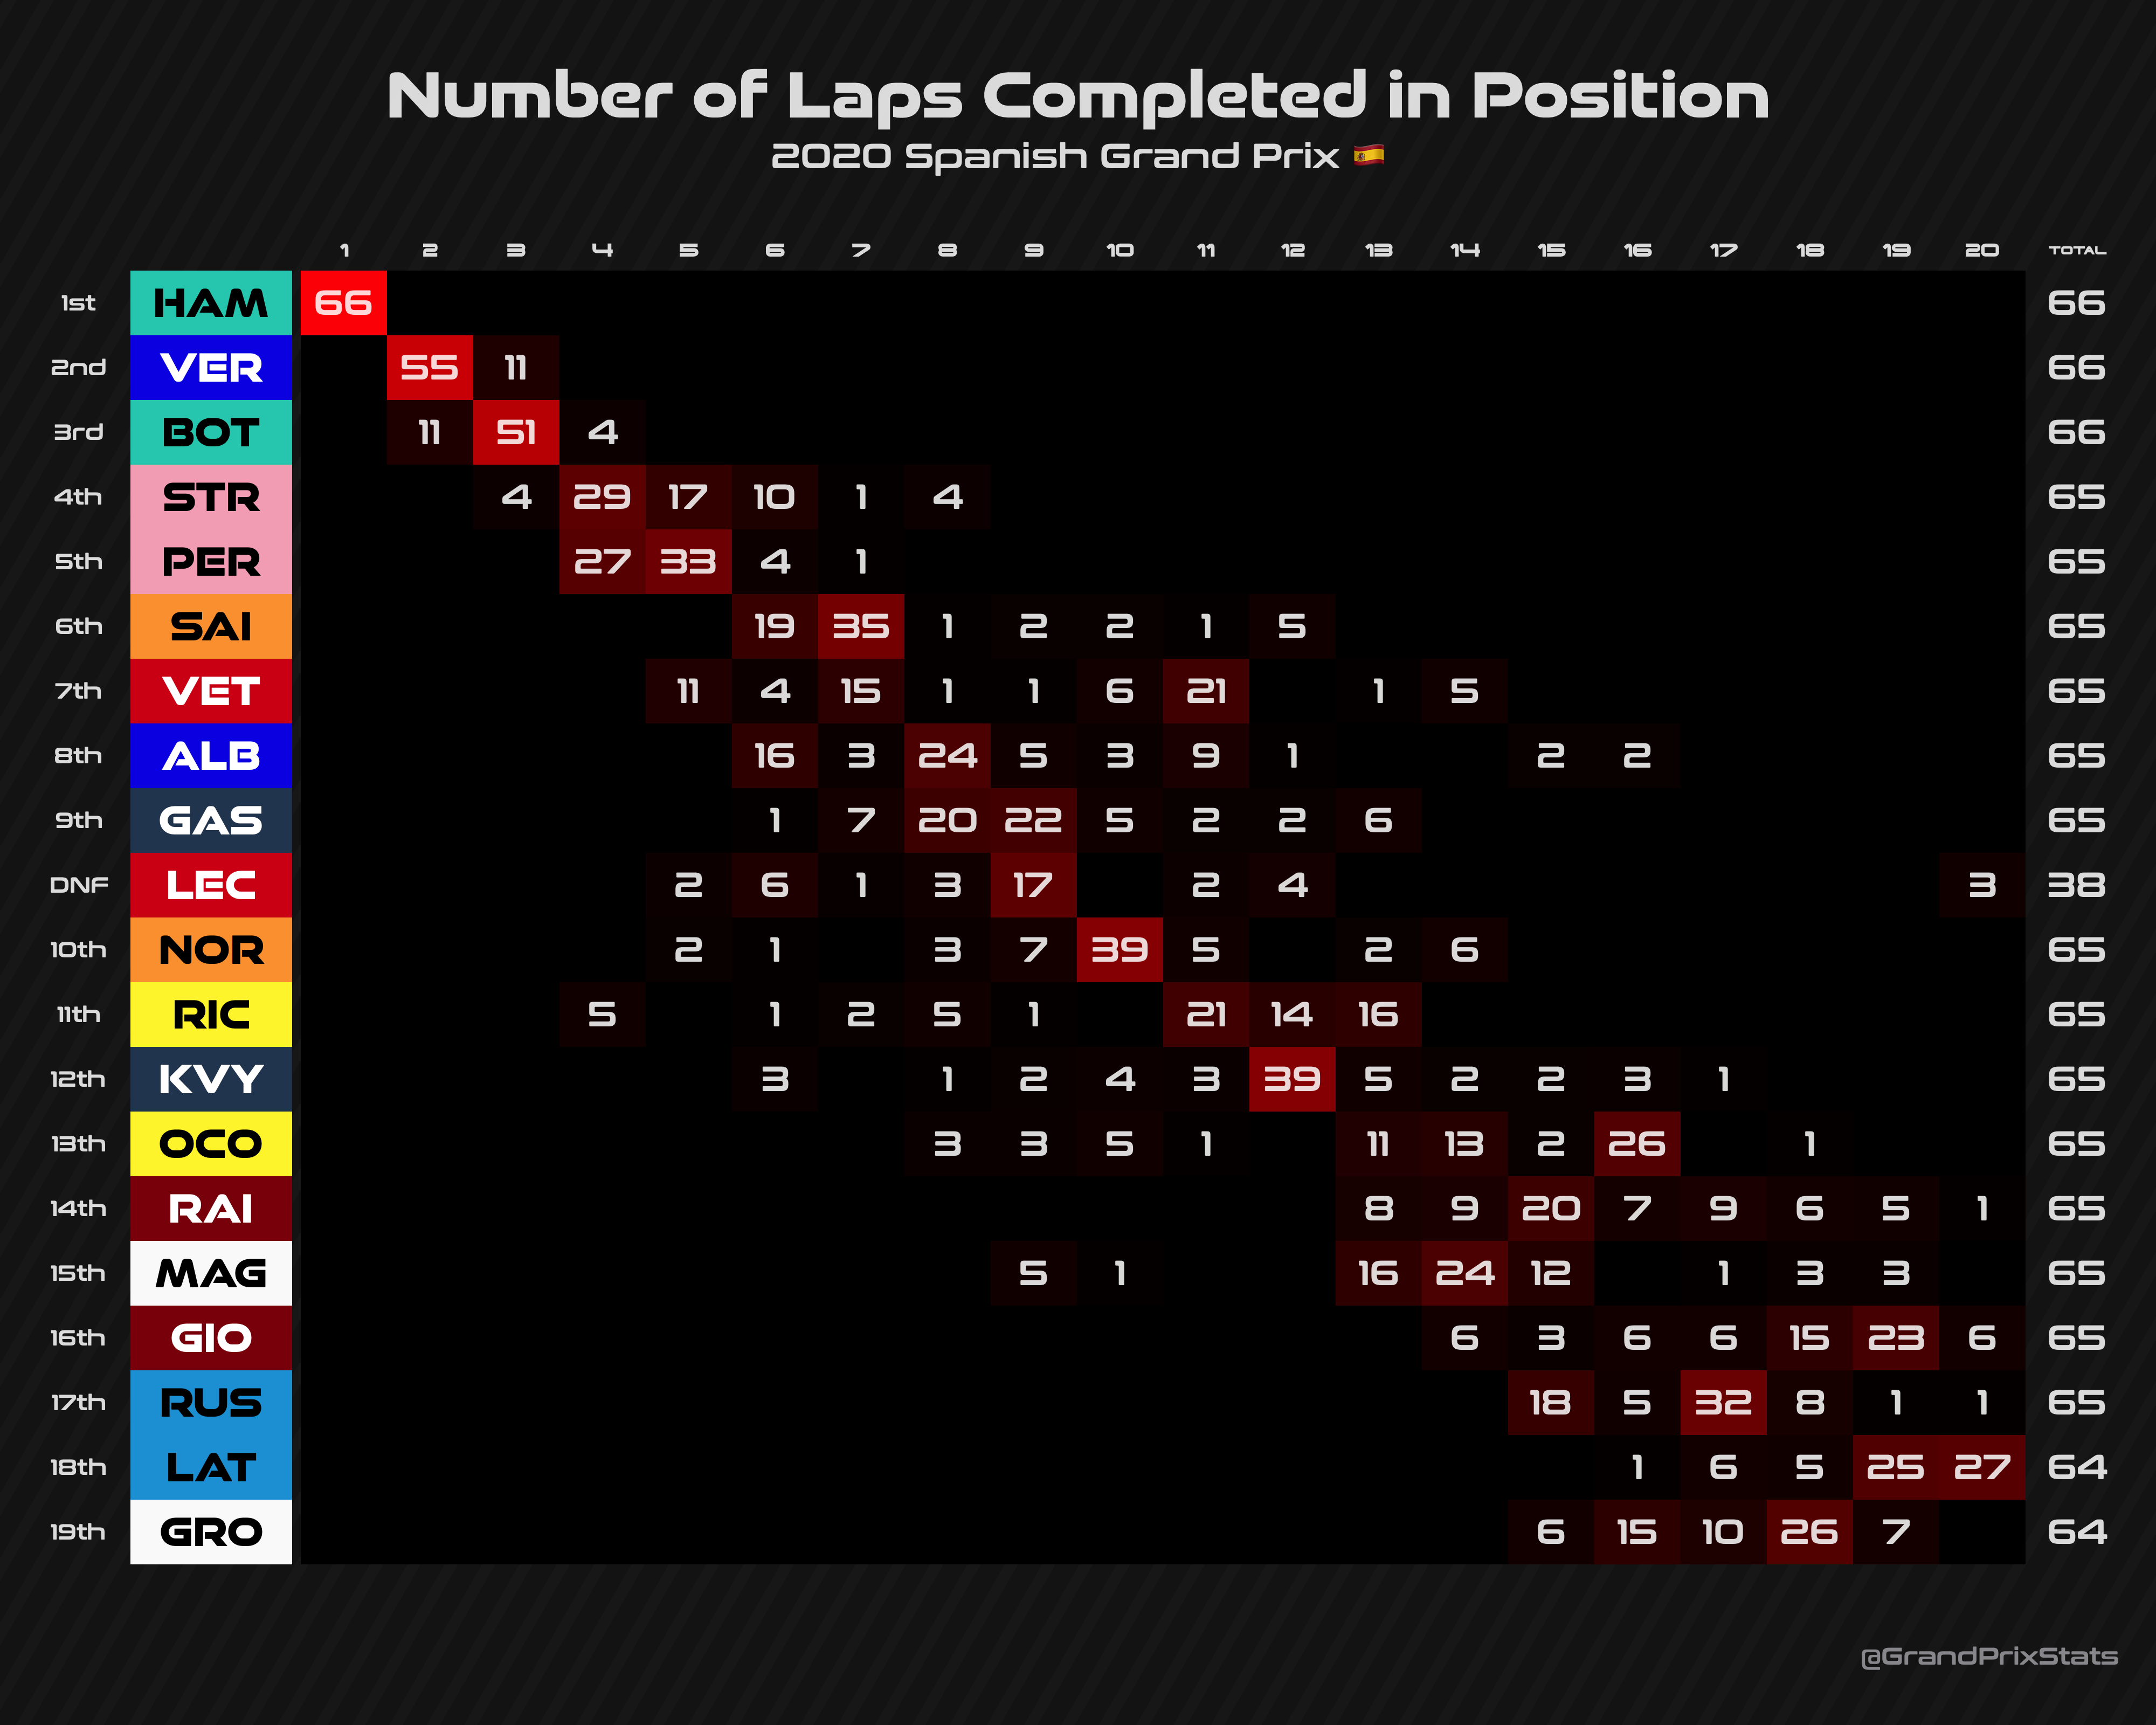 Number of Laps Completed in Position
2020 Spanish Grand Prix 🇪🇸
1 2 3 4 5 6 7 8 9 10 11 12 13 14 15 16 17 18 19 20 TOTAL
1st HAM 66 66
2nd VER 55 11 66
3rd BOT 11 51 4 66
4th STR 4 29 17 10 1 4 65
5th PER 27 33 4 1 65
6th SAI 19 35 1 2 2 1 5 65
7th VET 11 4 15 1 1 6 21 1 5 65
8th ALB 16 3 24 5 3 9 1 2 2 65
9th GAS 1 7 20 22 5 2 2 6 65
DNF LEC 2 6 1 3 17 2 4 3 38
10th NOR 2 1 3 7 39 5 2 6 65
11th RIC 5 1 2 5 1 21 14 16 65
12th KVY 3 1 2 4 3 39 5 2 2 3 1 65
13th OCO 3 3 5 1 11 13 2 26 1 65
14th RAI 8 9 20 7 9 6 5 1 65
15th MAG 5 1 16 24 12 1 3 3 65
16th GIO 6 3 6 6 15 23 6 65
17th RUS 18 5 32 8 1 1 65
18th LAT 1 6 5 25 27 64
19th GRO 6 15 10 26 7 64
@GrandPrixStats